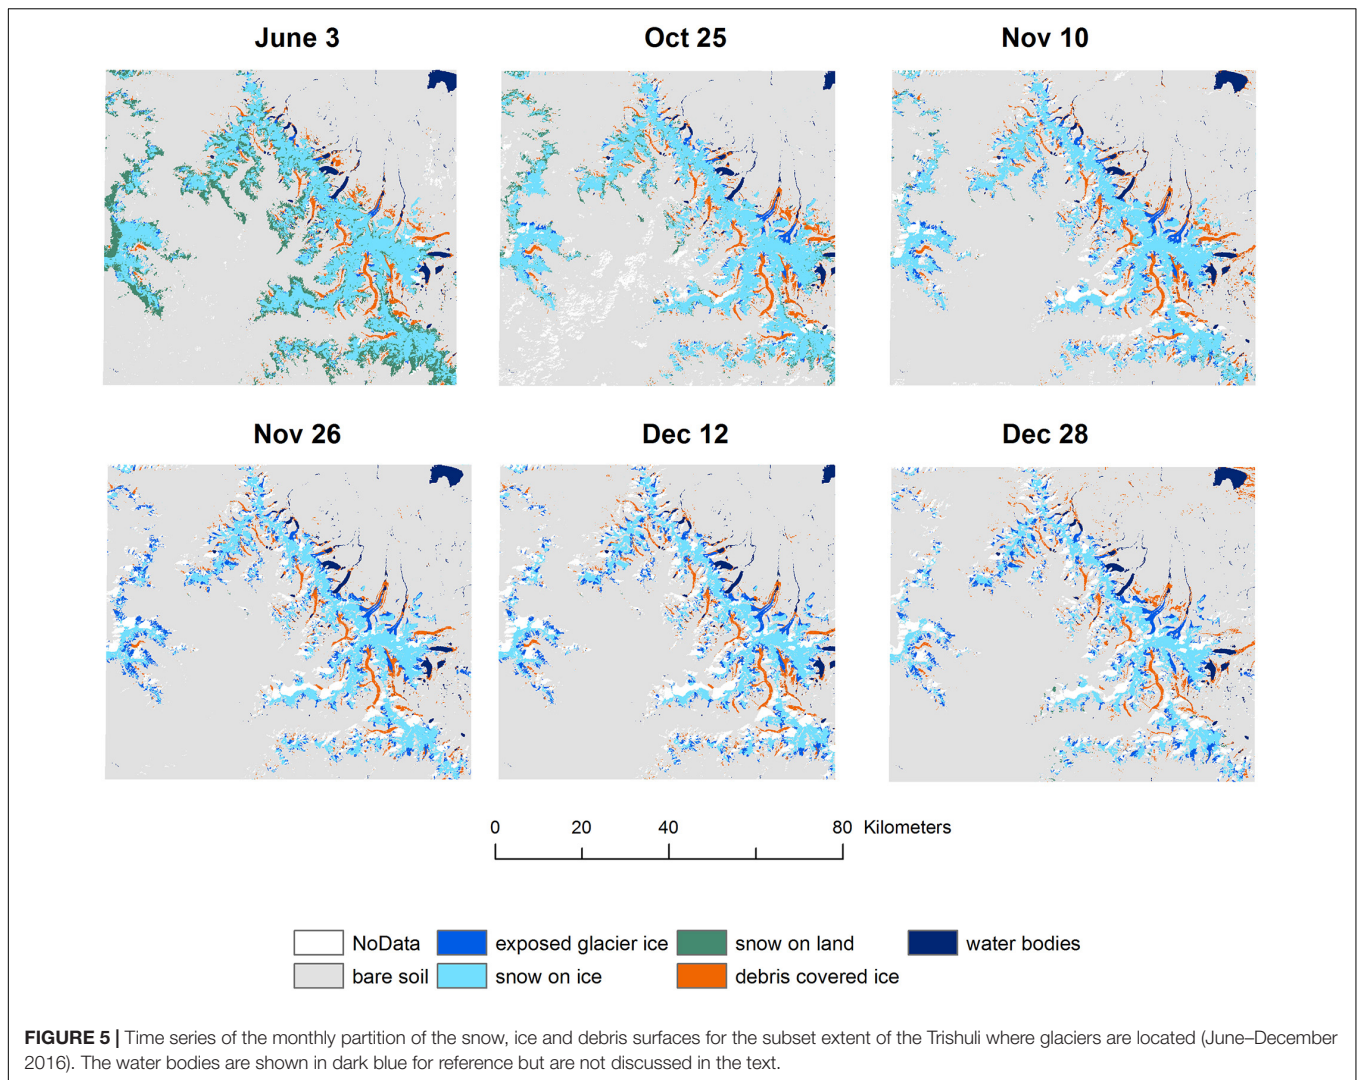 June 3
Oct 25
Nov 10
Nov 26
Dec 12
Dec 28
0 20 40 80 Kilometers
NoData exposed glacier ice snow on land water bodies
bare soil snow on ice debris covered ice
FIGURE 5 | Time series of the monthly partition of the snow, ice and debris surfaces for the subset extent of the Trishuli where glaciers are located (June–December
2016). The water bodies are shown in dark blue for reference but are not discussed in the text.